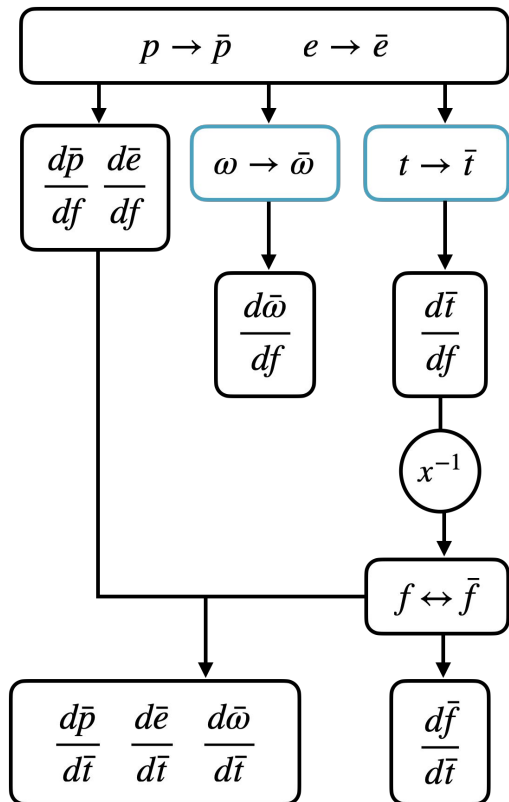 p → p̄ e → ē
dp̄/df dē/df
ω → ω̄
t → t̄
dω̄/df
dt̄/df
x⁻¹
f ↔ f̄
dp̄/dt̄ dē/dt̄ dω̄/dt̄
df̄/dt̄